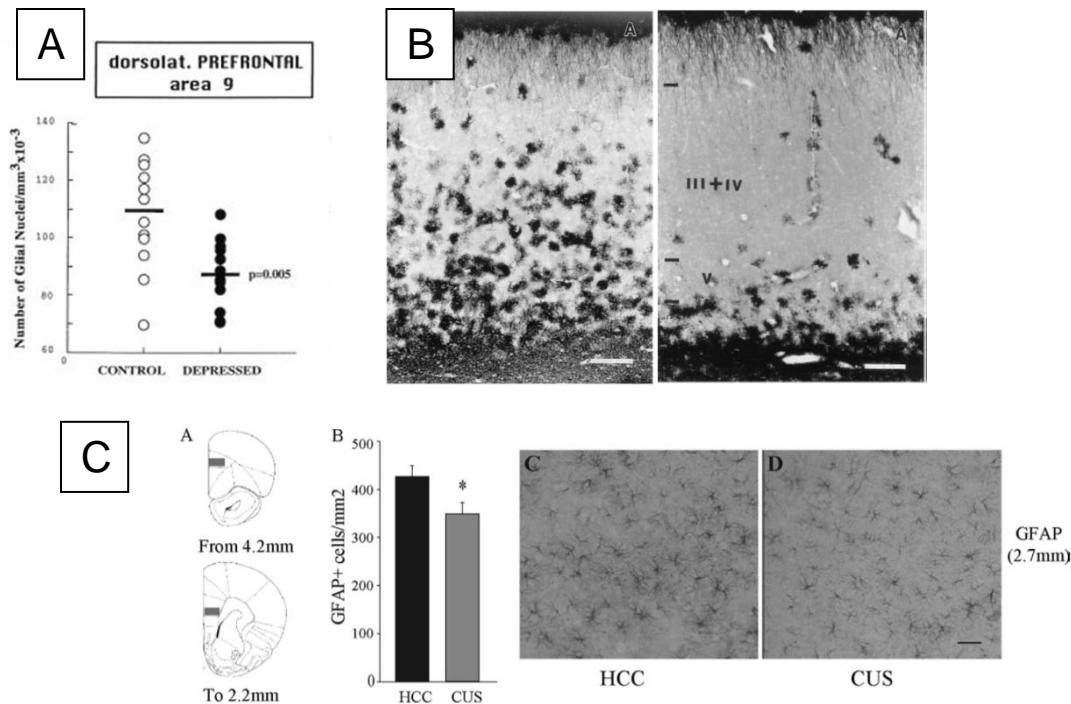 A
dorsolat. PREFRONTAL
area 9
Number of Glial Nuclei/mm³x10⁻³
140
120
100
80
60
0
p=0.005
CONTROL DEPRESSED
B
A
A
III+IV
V
C
A
From 4.2mm
To 2.2mm
B
GFAP+ cells/mm2
500
400
300
200
100
0
*
HCC CUS
C
HCC
D
CUS
GFAP
(2.7mm)